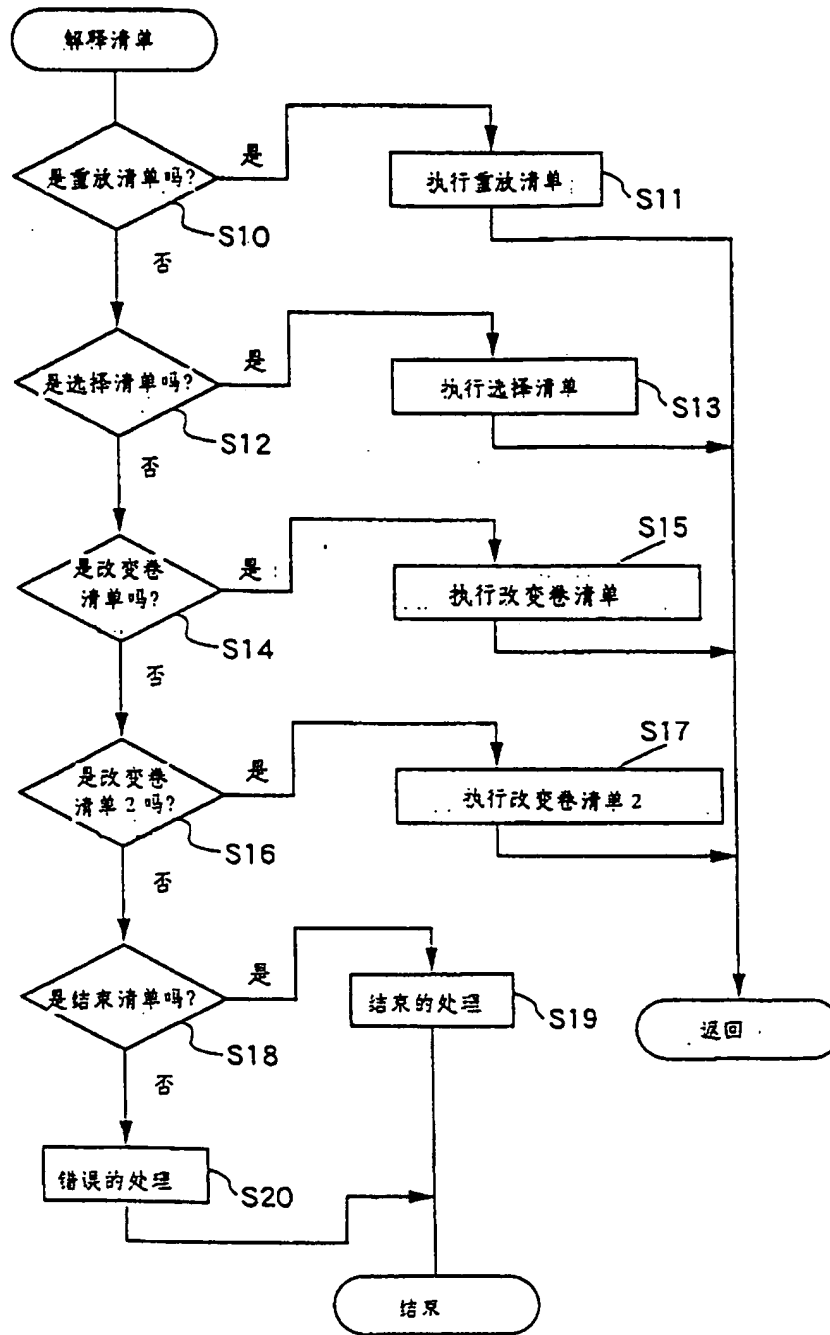 解释清单
是重放清单吗?
是
执行重放清单
S11
S10
否
是选择清单吗?
是
执行选择清单
S13
S12
否
是改变卷
清单吗?
是
S15
执行改变卷清单
S14
否
是改变卷
清单2吗?
是
S17
执行改变卷清单2
S16
否
是结束清单吗?
是
结束的处理
S19
返回
S18
否
错误的处理
S20
结束